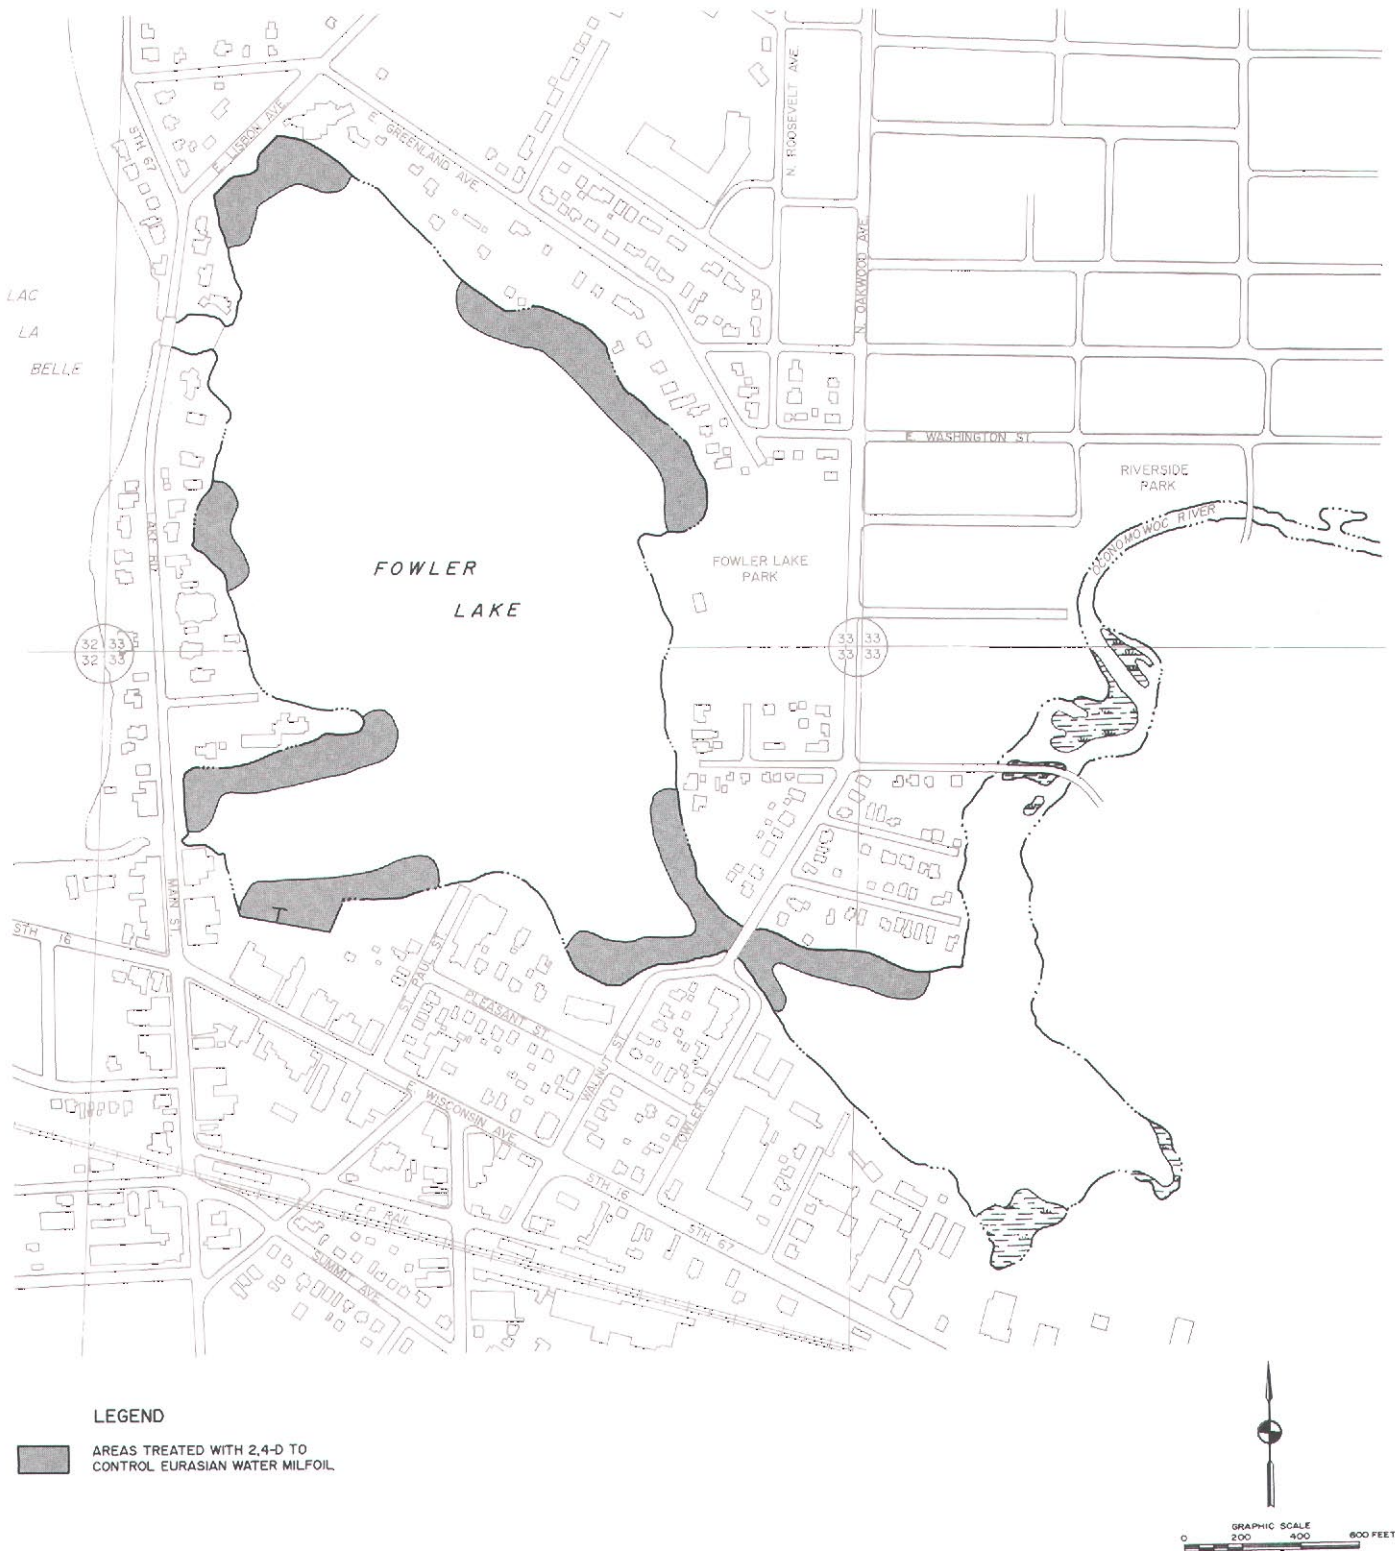 N. ROOSEVELT AVE.
STH 67
E. LISBON AVE.
E. GREENLAND AVE.
N. OAKWOOD AVE.
LAC
LA
BELLE
E. WASHINGTON ST.
RIVERSIDE
PARK
OCONOMOWOC RIVER
LAKE RD.
FOWLER
LAKE
FOWLER LAKE
PARK
32 33
32 33
33 33
33 33
MAIN ST.
STH 16
ST. PAUL ST.
PLEASANT ST.
WALNUT ST.
FOWLER ST.
E. WISCONSIN AVE.
STH 16
STH 67
RAIL
SUMMIT AVE.
LEGEND
AREAS TREATED WITH 2,4-D TO
CONTROL EURASIAN WATER MILFOIL
GRAPHIC SCALE
0 200 400 600 FEET